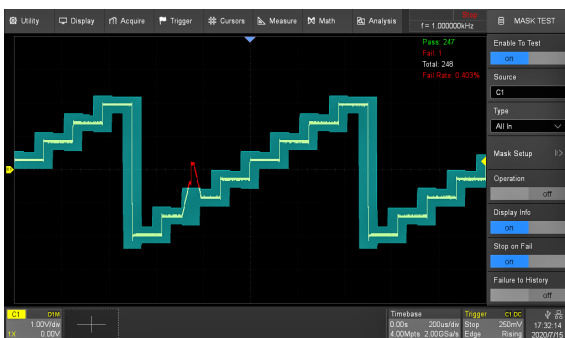 Utility Display Acquire Trigger Cursors Measure Math Analysis
Stop
f = 1.000000kHz
MASK TEST
Pass: 247
Fail: 1
Total: 248
Fail Rate: 0.403%
Enable To Test
on
Source
C1
Type
All In
Mask Setup
Operation
off
Display Info
on
Stop on Fail
on
Failure to History
off
C1 D1M
1.00V/div
1X 0.00V
Timebase
0.00s 200us/div
4.00Mpts 2.00GSa/s
Trigger C1 DC
Stop 250mV
Edge Rising
17:32:14
2020/7/15